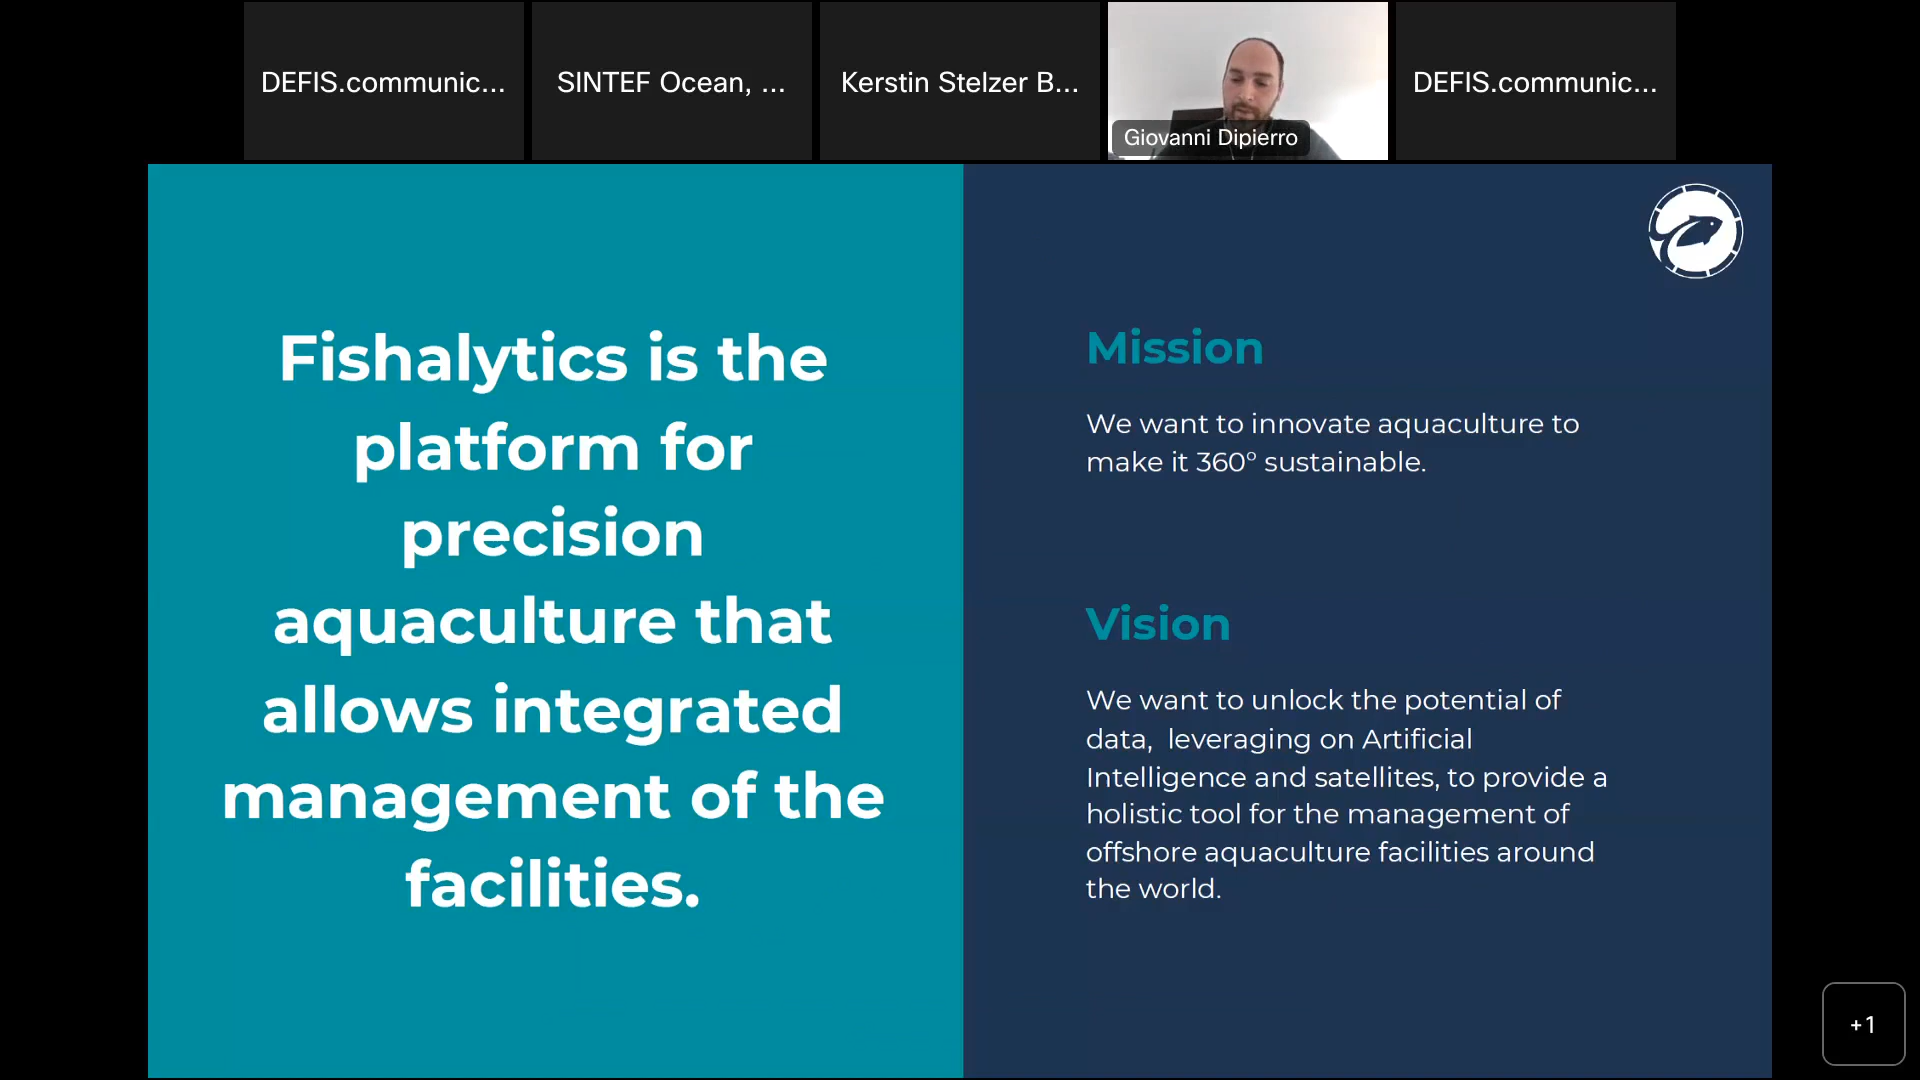 DEFIS.communic...
SINTEF Ocean, ...
Kerstin Stelzer B...
Giovanni Dipierro
DEFIS.communic...
Fishalytics is the
platform for
precision
aquaculture that
allows integrated
management of the
facilities.
Mission
We want to innovate aquaculture to
make it 360° sustainable.
Vision
We want to unlock the potential of
data,  leveraging on Artificial
Intelligence and satellites, to provide a
holistic tool for the management of
offshore aquaculture facilities around
the world.
+1